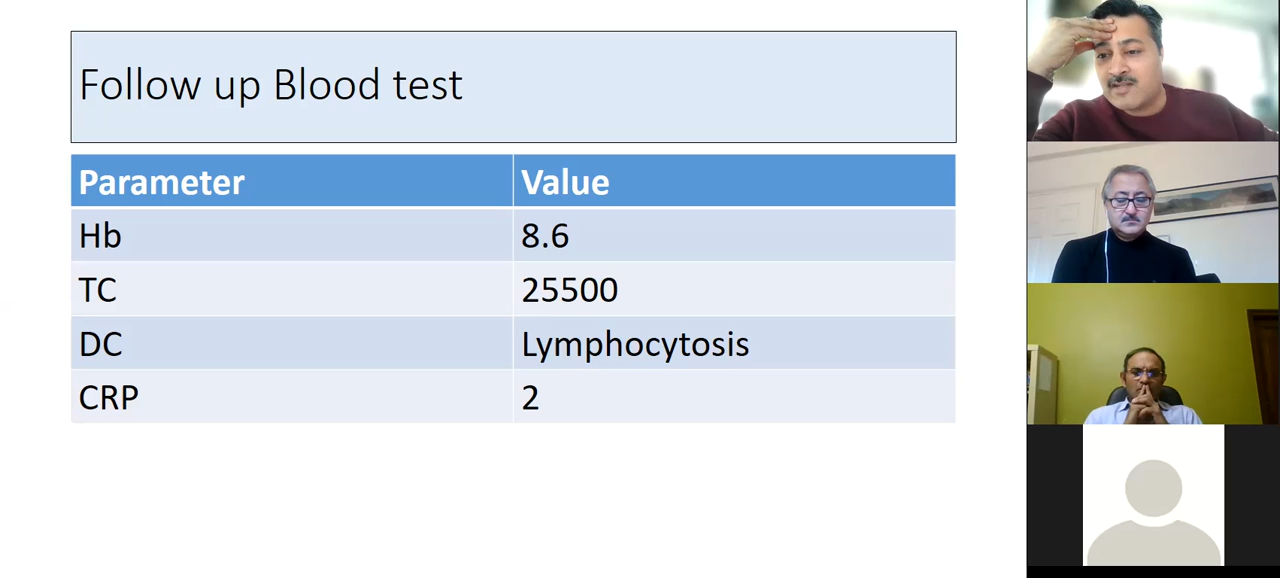 Follow up Blood test
Parameter Value
Hb 8.6
TC 25500
DC Lymphocytosis
CRP 2